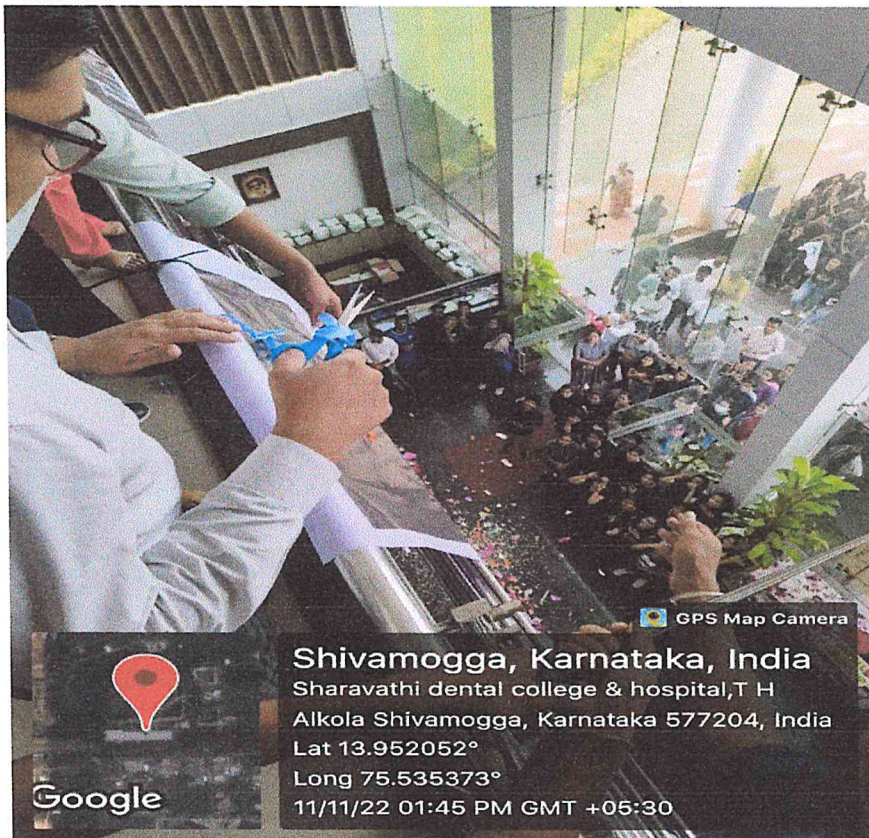 GPS Map Camera
Shivamogga, Karnataka, India
Sharavathi dental college & hospital,T H
Alkola Shivamogga, Karnataka 577204, India
Lat 13.952052°
Long 75.535373°
11/11/22 01:45 PM GMT +05:30
Google